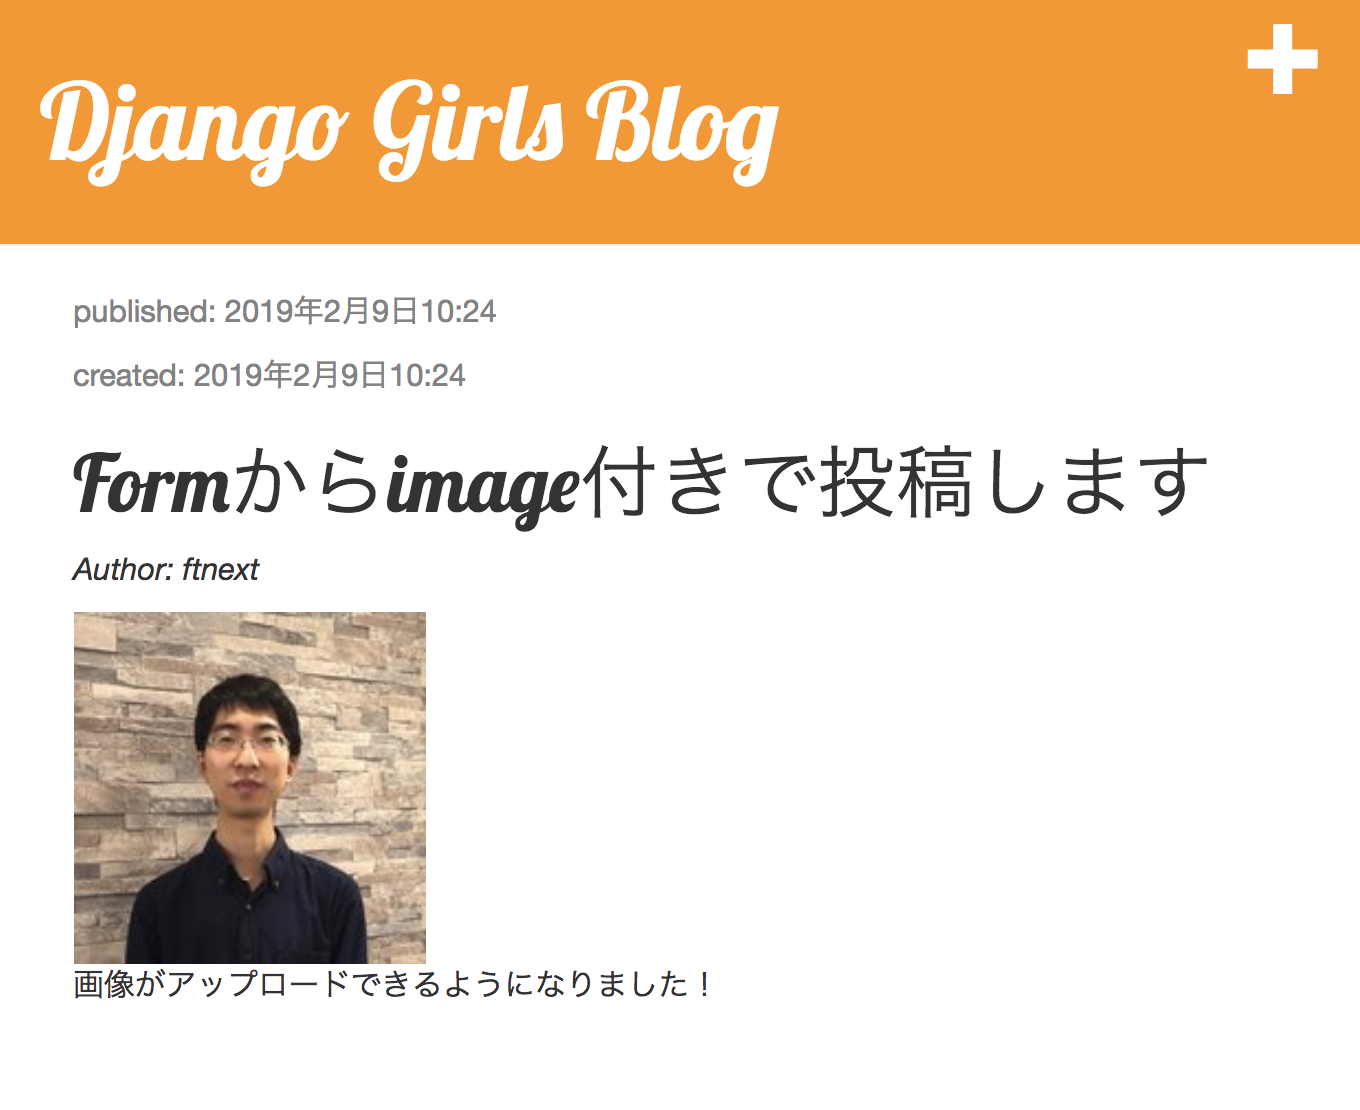 Django Girls Blog
published: 2019年2月9日10:24
created: 2019年2月9日10:24
Formからimage付きで投稿します
Author: ftnext
画像がアップロードできるようになりました！